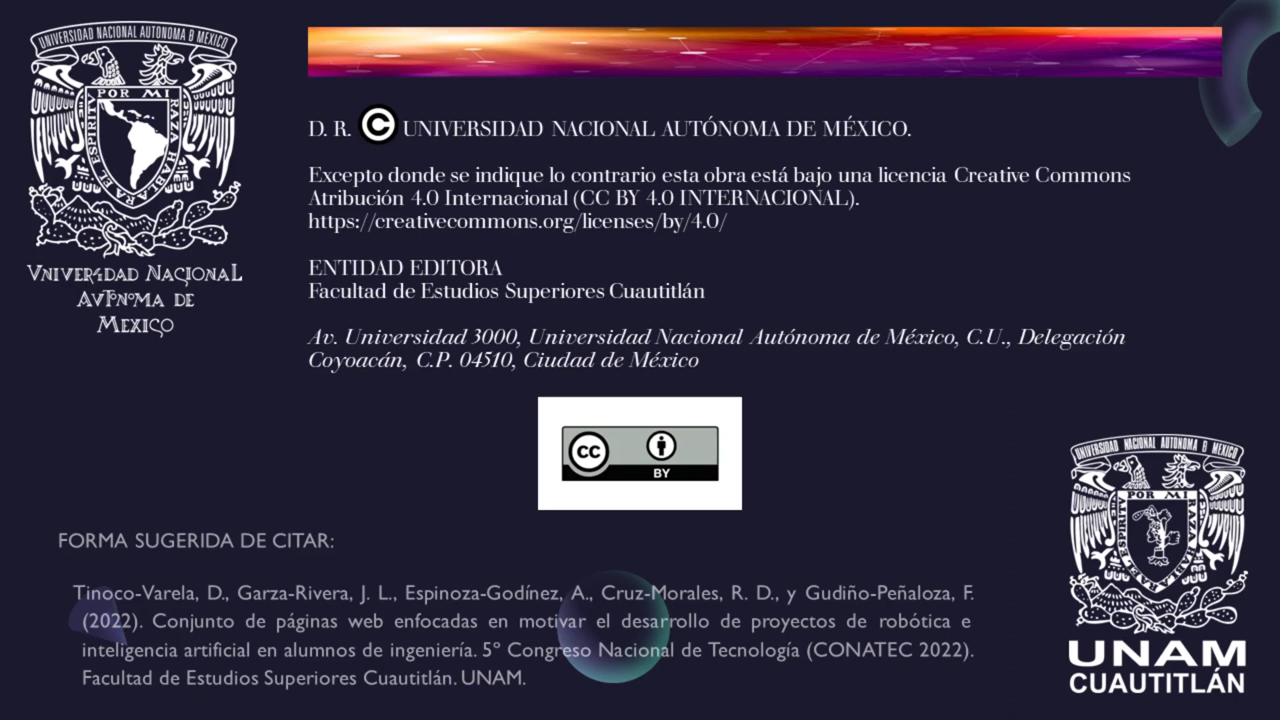 UNIVERSIDAD NACIONAL AUTONOMA D MEXICO
POR MI RAZA HABLARA EL ESPIRITU
VNIVERSDAD NACIONAL
AVTNOMA DE
MEXICO
D. R. © UNIVERSIDAD NACIONAL AUTÓNOMA DE MÉXICO.
Excepto donde se indique lo contrario esta obra está bajo una licencia Creative Commons
Atribución 4.0 Internacional (CC BY 4.0 INTERNACIONAL).
https://creativecommons.org/licenses/by/4.0/
ENTIDAD EDITORA
Facultad de Estudios Superiores Cuautitlán
Av. Universidad 3000, Universidad Nacional Autónoma de México, C.U., Delegación
Coyoacán, C.P. 04510, Ciudad de México
CC
BY
FORMA SUGERIDA DE CITAR:
Tinoco-Varela, D., Garza-Rivera, J. L., Espinoza-Godínez, A., Cruz-Morales, R. D., y Gudiño-Peñaloza, F.
(2022). Conjunto de páginas web enfocadas en motivar el desarrollo de proyectos de robótica e
inteligencia artificial en alumnos de ingeniería. 5º Congreso Nacional de Tecnología (CONATEC 2022).
Facultad de Estudios Superiores Cuautitlán. UNAM.
UNIVERSIDAD NACIONAL AUTONOMA D MEXICO
POR MI RAZA HABLARA EL ESPIRITU
UNAM
CUAUTITLÁN